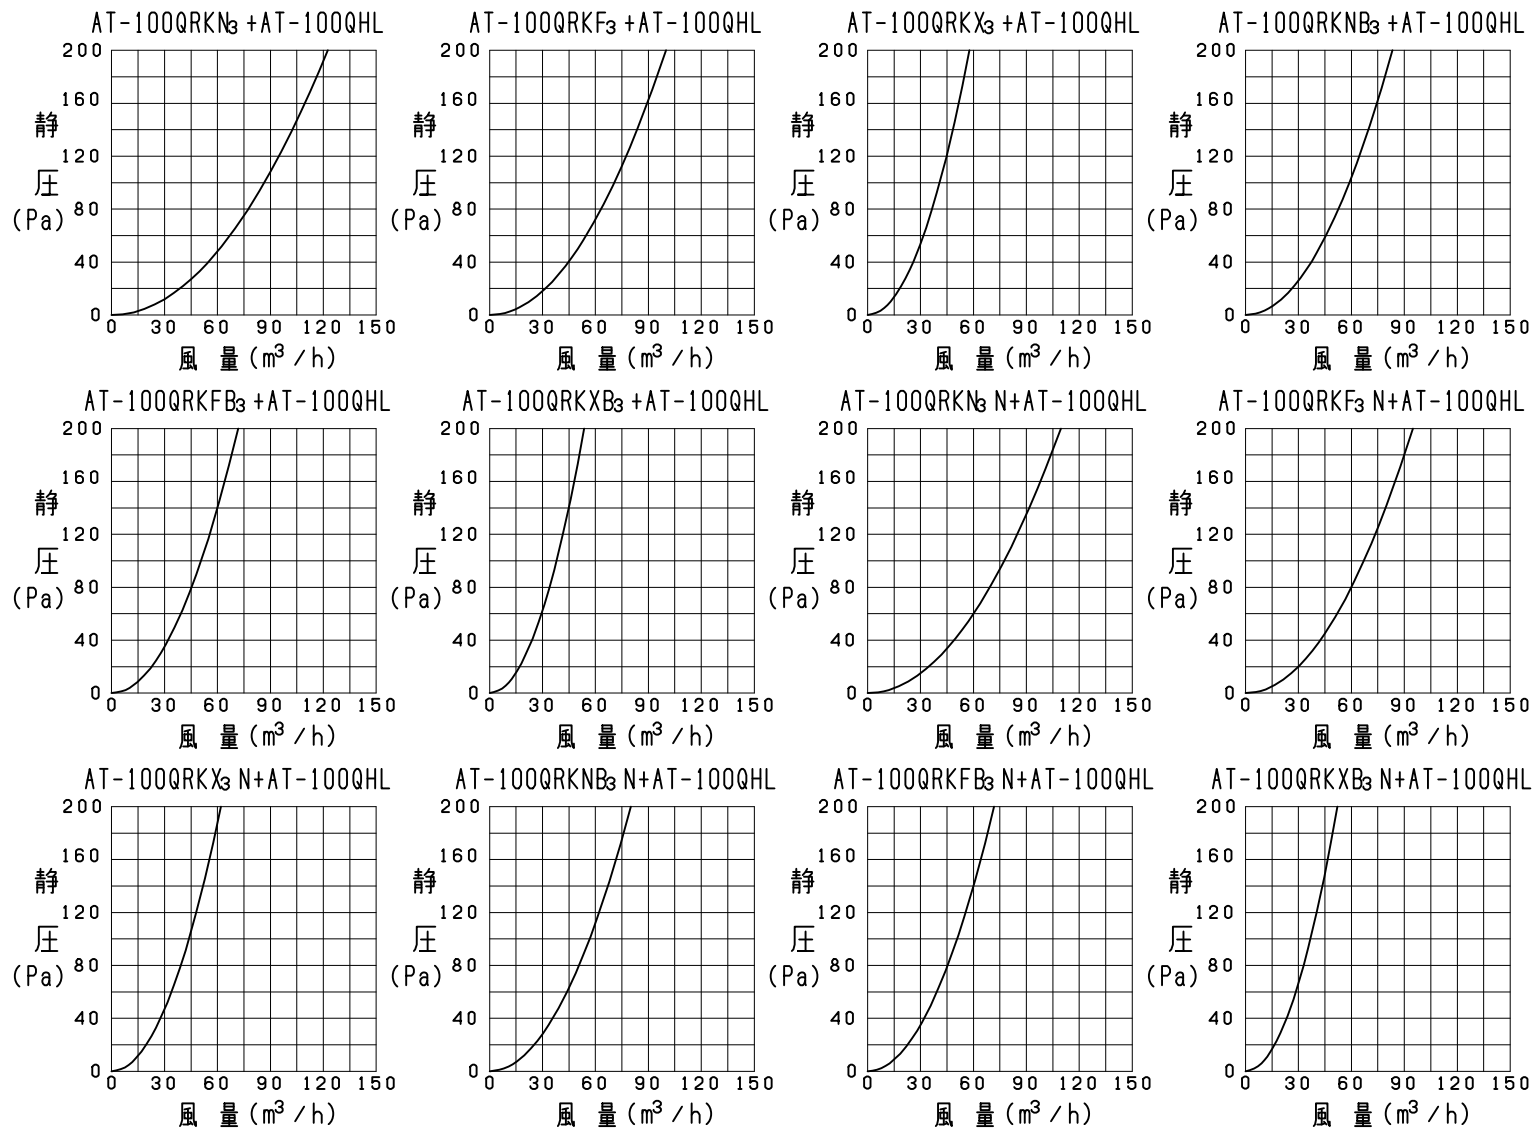 AT-100QRKN₃+AT-100QHL
200
160
静
120
圧
80
(Pa)
40
0
0 30 60 90 120 150
風 量(m³/h)
AT-100QRKF₃+AT-100QHL
200
160
静
120
圧
80
(Pa)
40
0
0 30 60 90 120 150
風 量(m³/h)
AT-100QRKX₃+AT-100QHL
200
160
静
120
圧
80
(Pa)
40
0
0 30 60 90 120 150
風 量(m³/h)
AT-100QRKNB₃+AT-100QHL
200
160
静
120
圧
80
(Pa)
40
0
0 30 60 90 120 150
風 量(m³/h)
AT-100QRKFB₃+AT-100QHL
200
160
静
120
圧
80
(Pa)
40
0
0 30 60 90 120 150
風 量(m³/h)
AT-100QRKXB₃+AT-100QHL
200
160
静
120
圧
80
(Pa)
40
0
0 30 60 90 120 150
風 量(m³/h)
AT-100QRKN₃N+AT-100QHL
200
160
静
120
圧
80
(Pa)
40
0
0 30 60 90 120 150
風 量(m³/h)
AT-100QRKF₃N+AT-100QHL
200
160
静
120
圧
80
(Pa)
40
0
0 30 60 90 120 150
風 量(m³/h)
AT-100QRKX₃N+AT-100QHL
200
160
静
120
圧
80
(Pa)
40
0
0 30 60 90 120 150
風 量(m³/h)
AT-100QRKNB₃N+AT-100QHL
200
160
静
120
圧
80
(Pa)
40
0
0 30 60 90 120 150
風 量(m³/h)
AT-100QRKFB₃N+AT-100QHL
200
160
静
120
圧
80
(Pa)
40
0
0 30 60 90 120 150
風 量(m³/h)
AT-100QRKXB₃N+AT-100QHL
200
160
静
120
圧
80
(Pa)
40
0
0 30 60 90 120 150
風 量(m³/h)